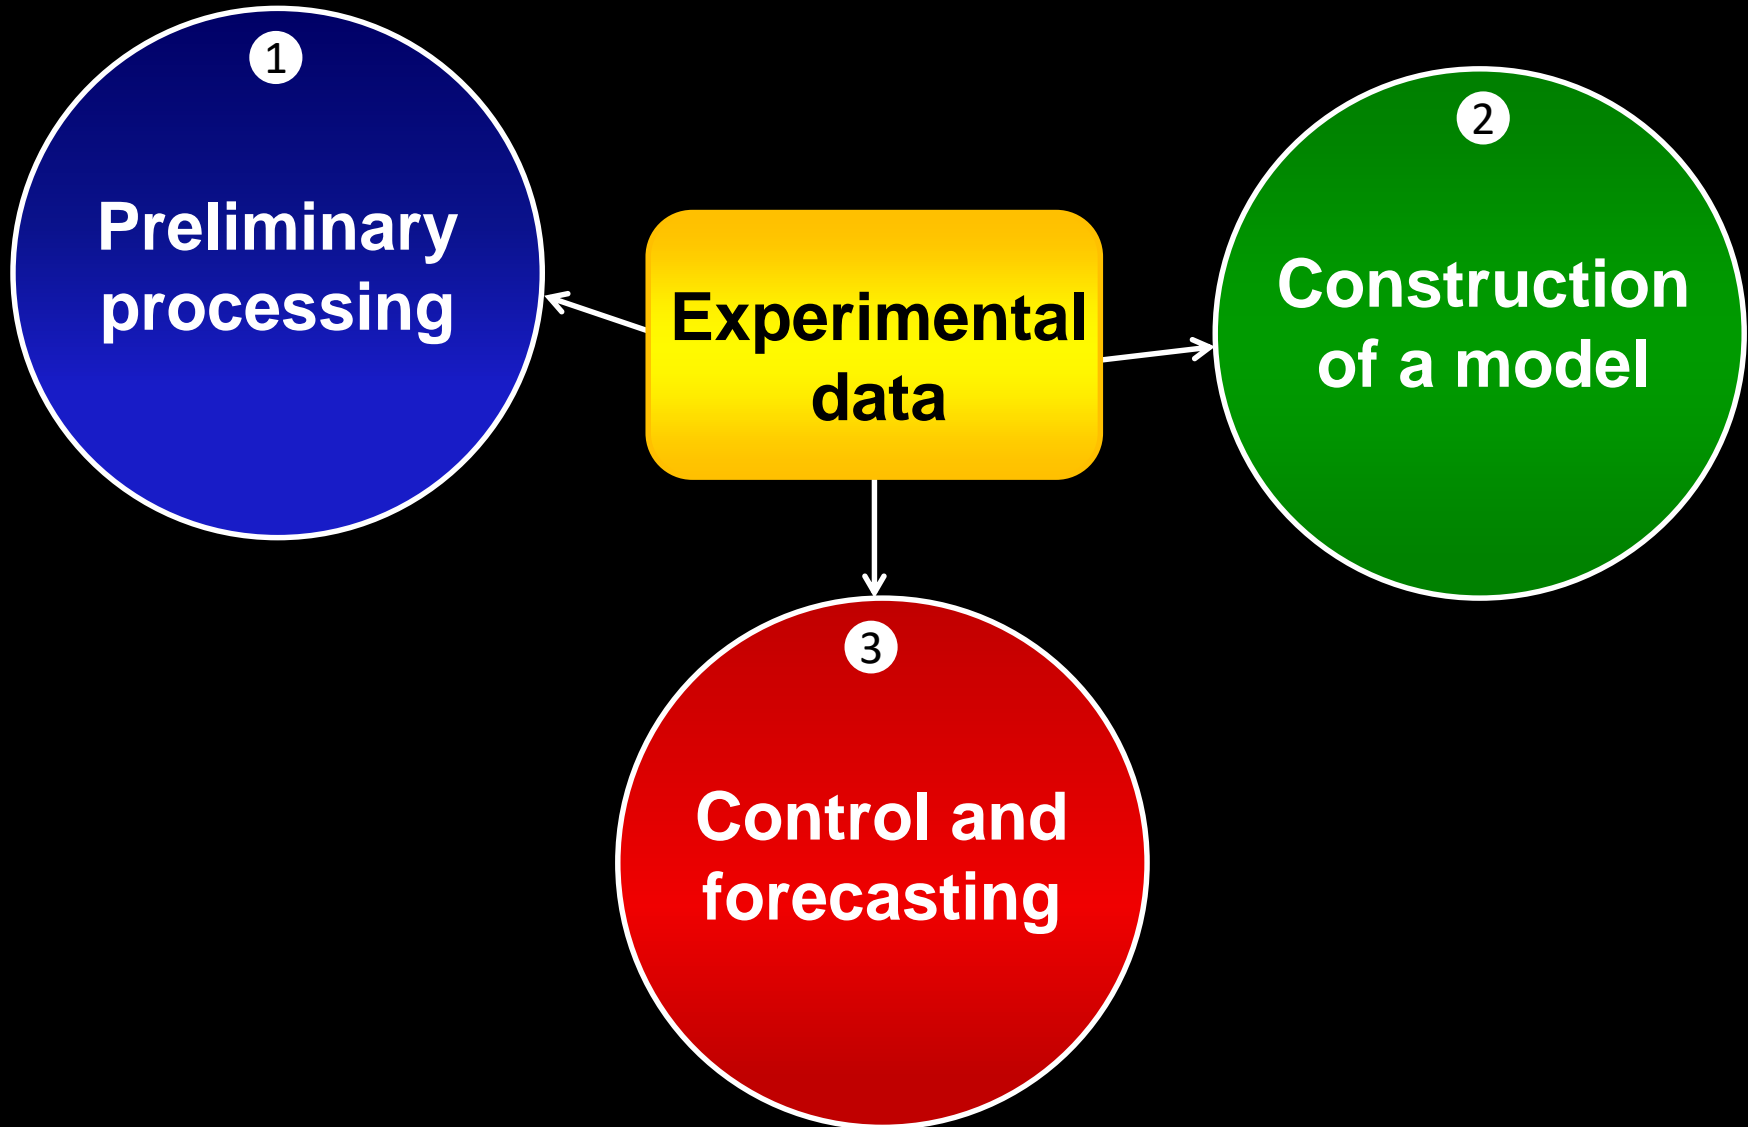 1
Preliminary
processing
2
Construction
of a model
Experimental
data
3
Control and
forecasting